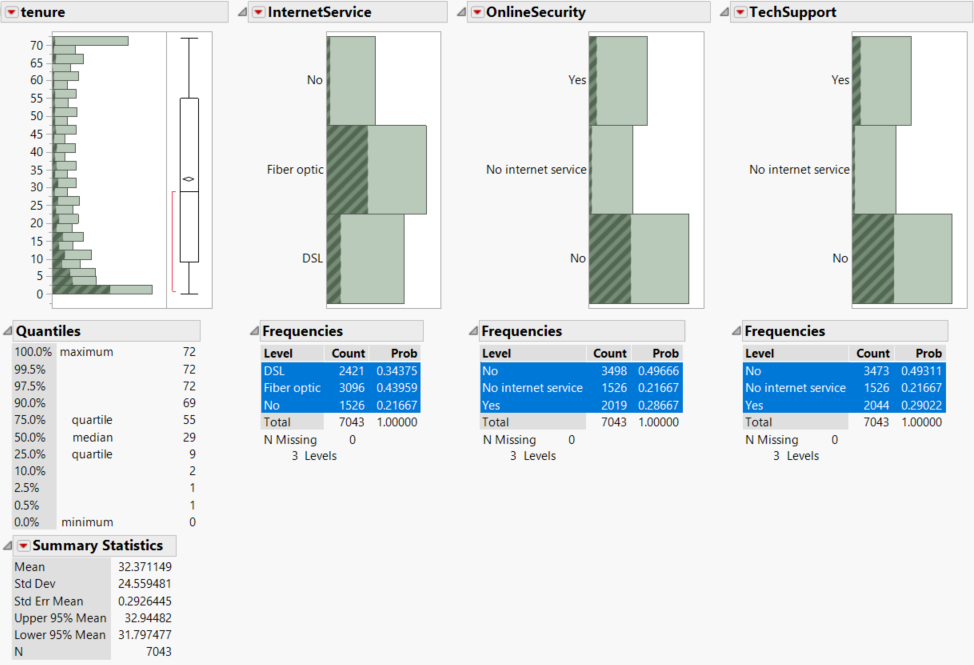 tenure
70
65
60
55
50
45
40
35
30
25
20
15
10
5
0
Quantiles
100.0% maximum 72
99.5% 72
97.5% 72
90.0% 69
75.0% quartile 55
50.0% median 29
25.0% quartile 9
10.0% 2
2.5% 1
0.5% 1
0.0% minimum 0
Summary Statistics
Mean 32.371149
Std Dev 24.559481
Std Err Mean 0.2926445
Upper 95% Mean 32.94482
Lower 95% Mean 31.797477
N 7043
InternetService
No
Fiber optic
DSL
Frequencies
Level Count Prob
DSL 2421 0.34375
Fiber optic 3096 0.43959
No 1526 0.21667
Total 7043 1.00000
N Missing 0
3 Levels
OnlineSecurity
Yes
No internet service
No
Frequencies
Level Count Prob
No 3498 0.49666
No internet service 1526 0.21667
Yes 2019 0.28667
Total 7043 1.00000
N Missing 0
3 Levels
TechSupport
Yes
No internet service
No
Frequencies
Level Count Prob
No 3473 0.49311
No internet service 1526 0.21667
Yes 2044 0.29022
Total 7043 1.00000
N Missing 0
3 Levels